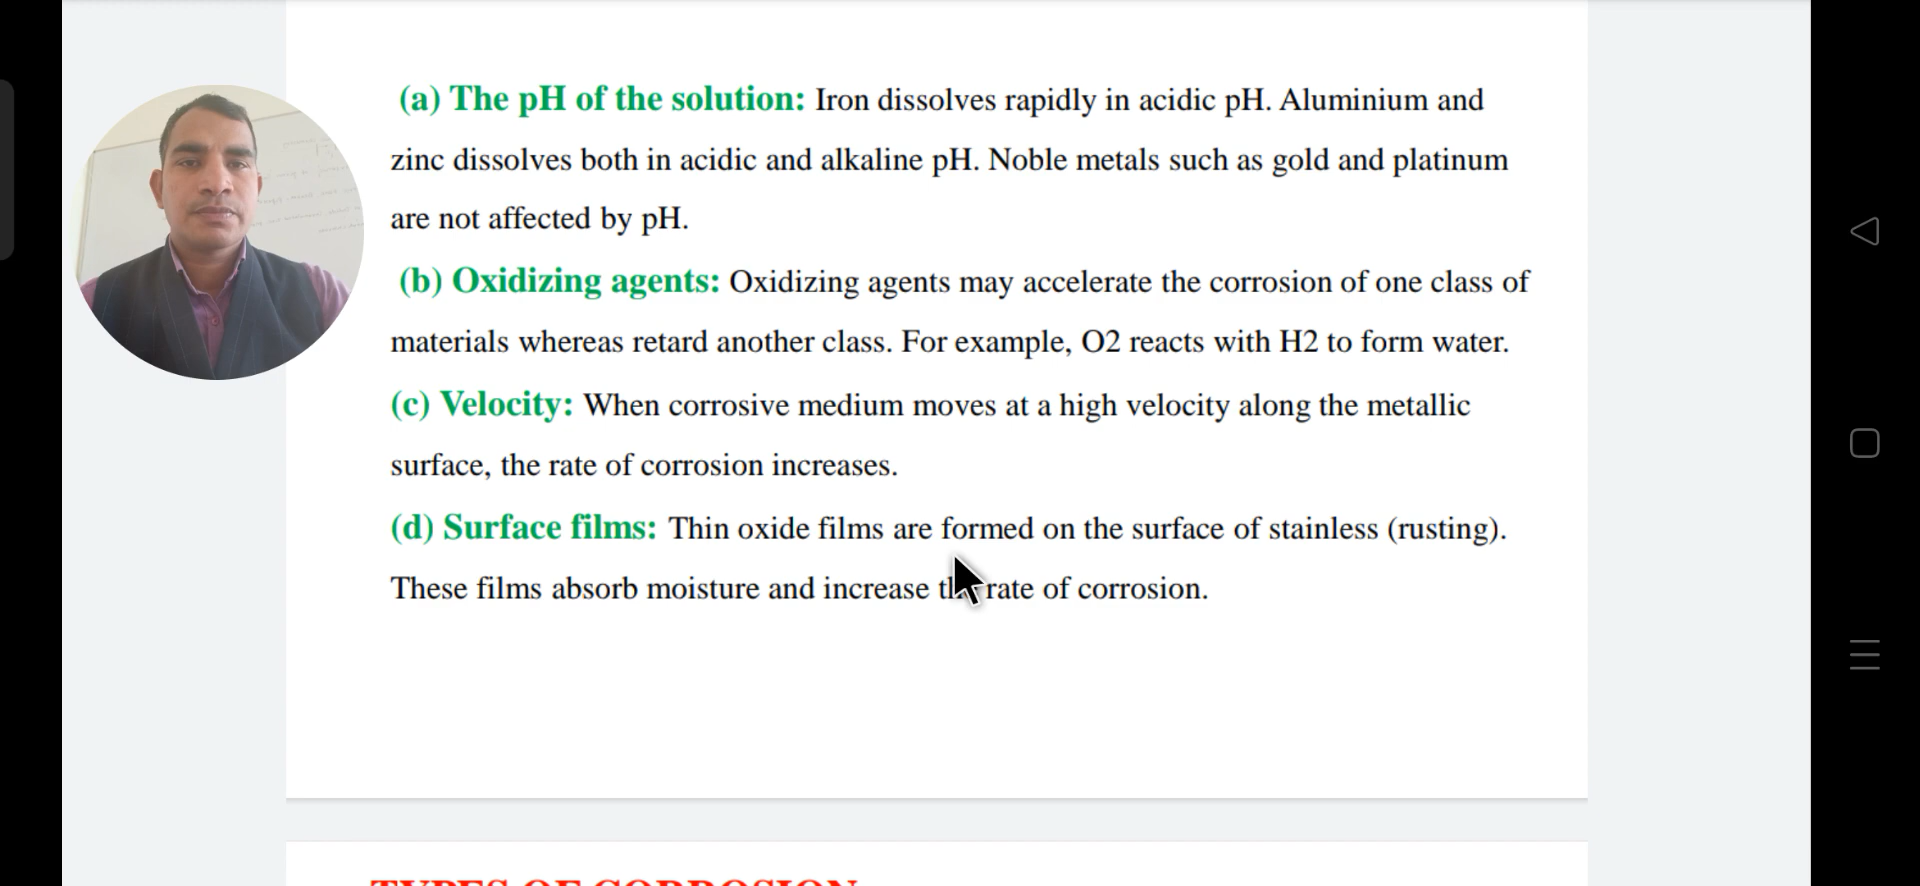 (a) The pH of the solution: Iron dissolves rapidly in acidic pH. Aluminium and
zinc dissolves both in acidic and alkaline pH. Noble metals such as gold and platinum
are not affected by pH.
(b) Oxidizing agents: Oxidizing agents may accelerate the corrosion of one class of
materials whereas retard another class. For example, O2 reacts with H2 to form water.
(c) Velocity: When corrosive medium moves at a high velocity along the metallic
surface, the rate of corrosion increases.
(d) Surface films: Thin oxide films are formed on the surface of stainless (rusting).
These films absorb moisture and increase the rate of corrosion.
TYPES OF CORROSION